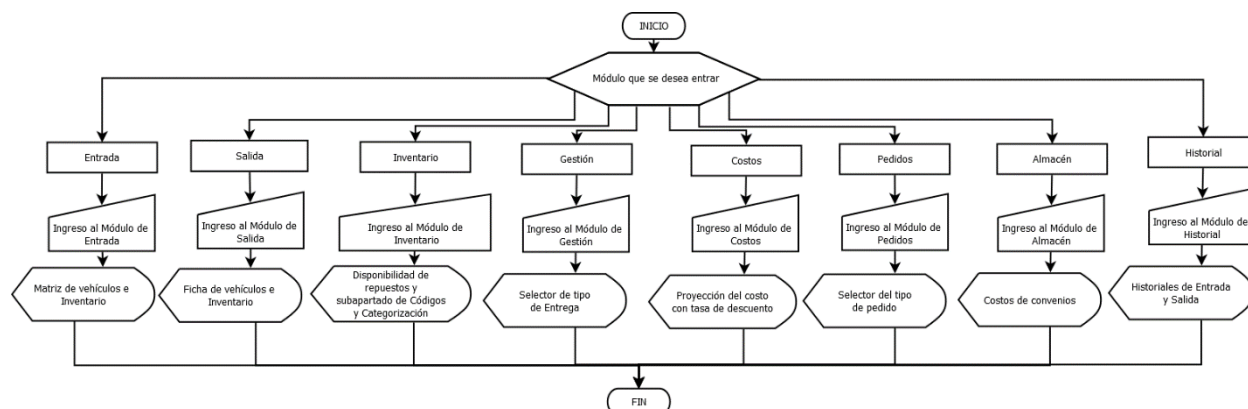 INICIO
Módulo que se desea entrar
Entrada
Salida
Inventario
Gestión
Costos
Pedidos
Almacén
Historial
Ingreso al Módulo de
Entrada
Ingreso al Módulo de
Salida
Ingreso al Módulo de
Inventario
Ingreso al Módulo de
Gestión
Ingreso al Módulo de
Costos
Ingreso al Módulo de
Pedidos
Ingreso al Módulo de
Almacén
Ingreso al Módulo de
Historial
Matriz de vehículos e
Inventario
Ficha de vehículos e
Inventario
Disponibilidad de
repuestos y
subapartado de Códigos
y Categorización
Selector de tipo
de Entrega
Proyección del costo
con tasa de descuento
Selector del tipo
de pedido
Costos de convenios
Historiales de Entrada
y Salida
FIN